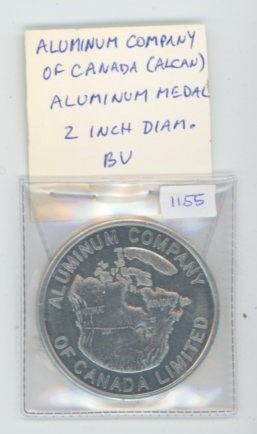 ALUMINUM COMPANY
OF CANADA (ALCAN)
ALUMINUM MEDAL
2 INCH DIAM.
BU
1155
ALUMINUM COMPANY
OF CANADA LIMITED